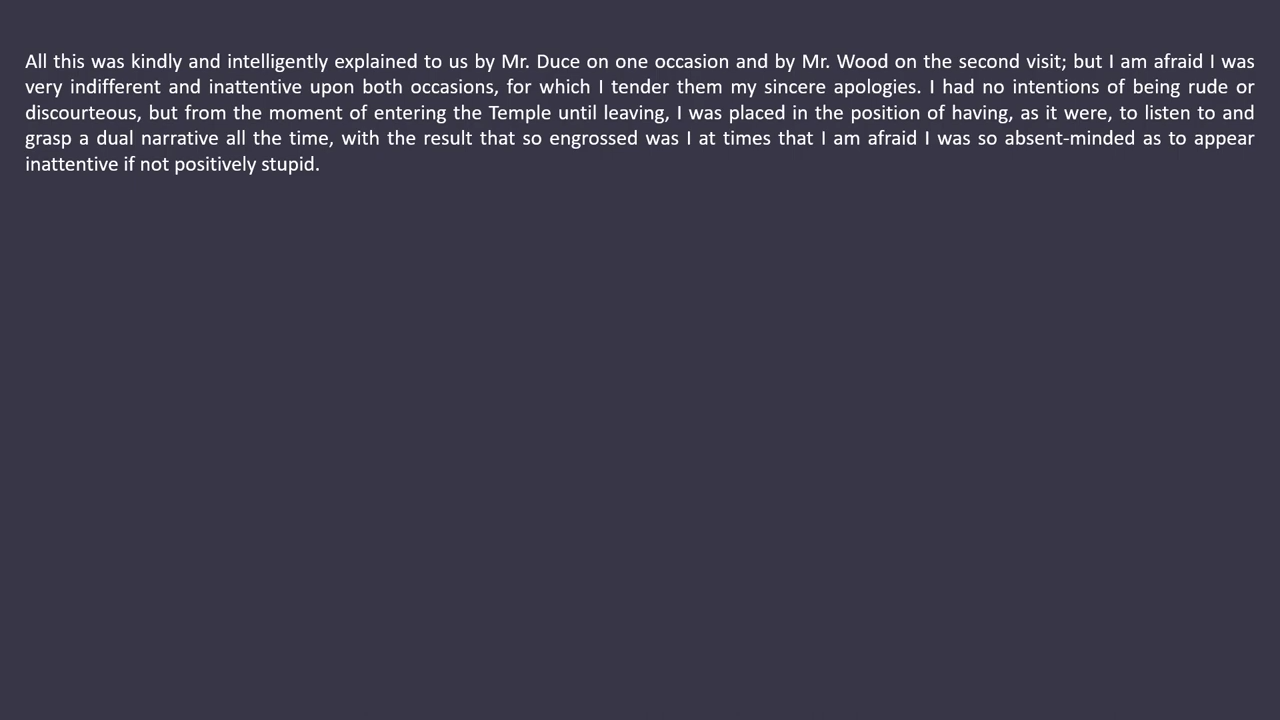 All this was kindly and intelligently explained to us by Mr. Duce on one occasion and by Mr. Wood on the second visit; but I am afraid I was
very indifferent and inattentive upon both occasions, for which I tender them my sincere apologies. I had no intentions of being rude or
discourteous, but from the moment of entering the Temple until leaving, I was placed in the position of having, as it were, to listen to and
grasp a dual narrative all the time, with the result that so engrossed was I at times that I am afraid I was so absent-minded as to appear
inattentive if not positively stupid.